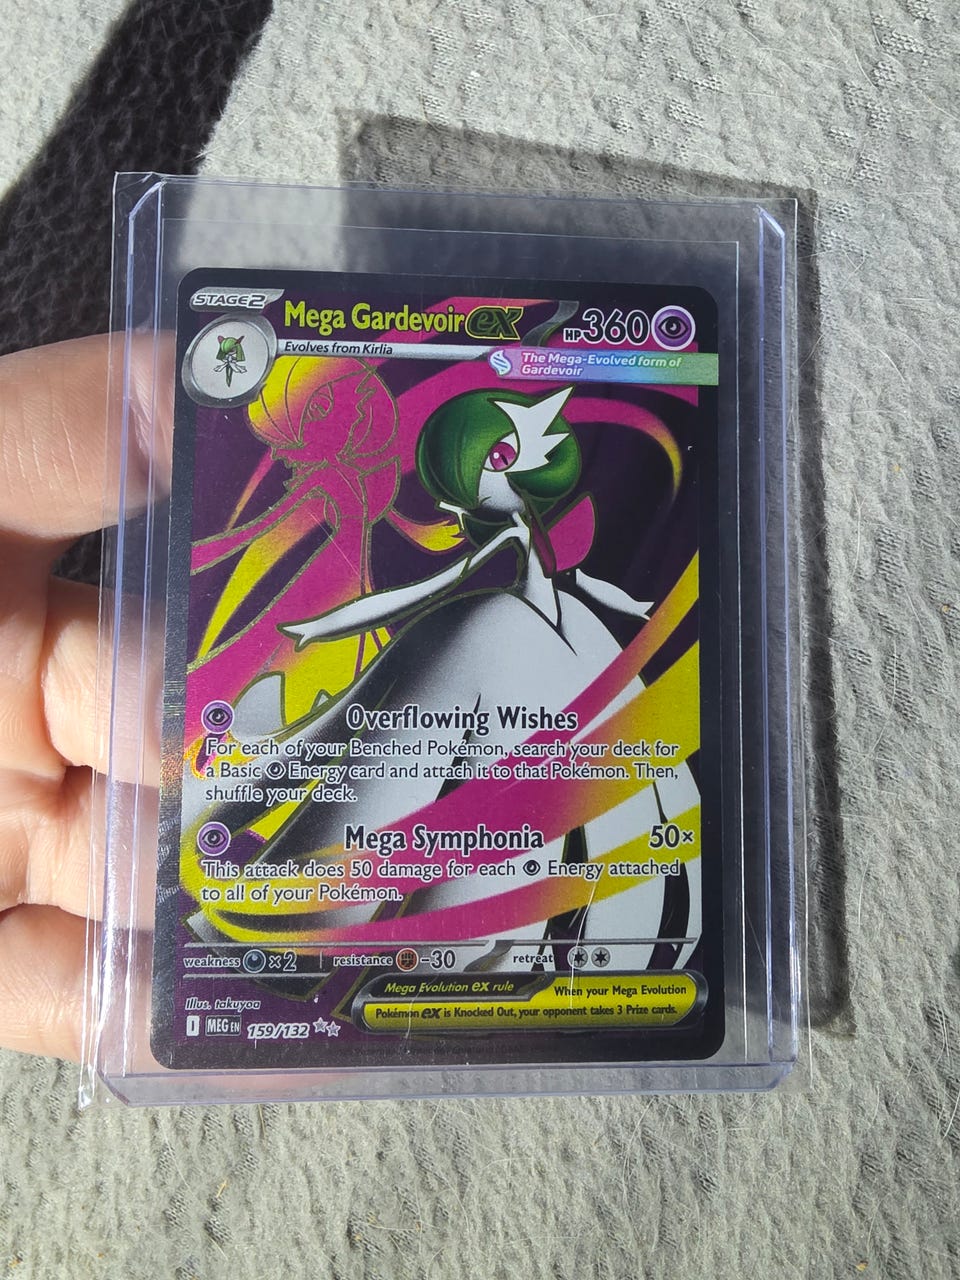 STAGE2
Mega Gardevoir ex HP360
Evolves from Kirlia
The Mega-Evolved form of
Gardevoir
Overflowing Wishes
For each of your Benched Pokémon, search your deck for
a Basic Energy card and attach it to that Pokémon. Then,
shuffle your deck.
Mega Symphonia 50×
This attack does 50 damage for each Energy attached
to all of your Pokémon.
weakness ×2 resistance -30 retreat
Mega Evolution ex rule
When your Mega Evolution
Pokémon ex is Knocked Out, your opponent takes 3 Prize cards.
Illus. takuyoa
I MEG EN 159/132